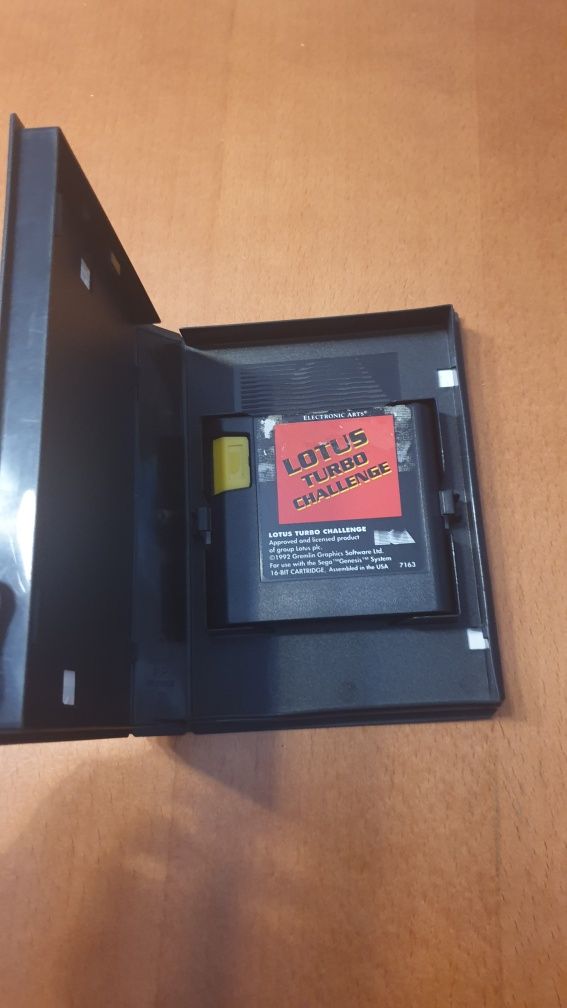 ELECTRONIC ARTS®
LOTUS
TURBO
CHALLENGE
LOTUS TURBO CHALLENGE
Approved and licensed product
of group Lotus plc.
©1992 Gremlin Graphics Software Ltd.
For use with the Sega™Genesis™ System
16-BIT CARTRIDGE, Assembled in the USA 7163